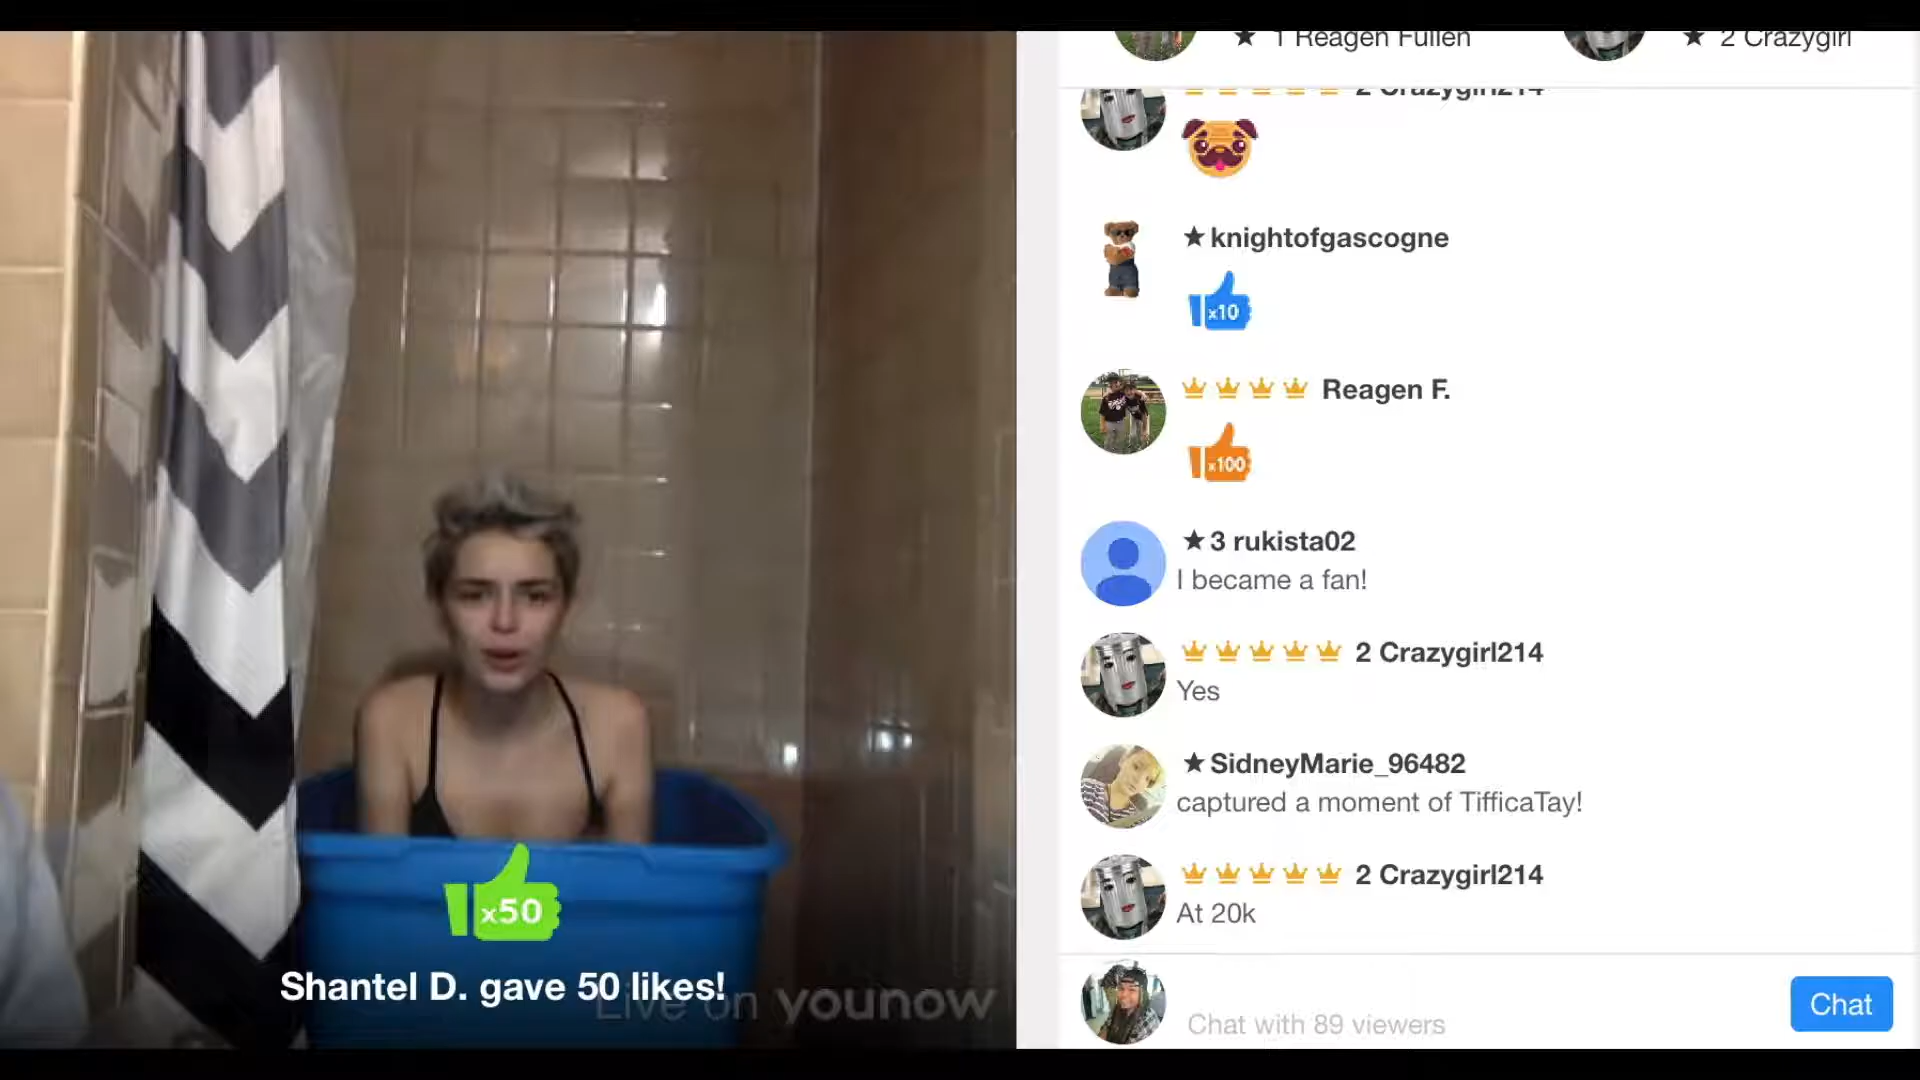 x50
Shantel D. gave 50 likes!
Live on younow
★ 1 Reagen Fullen
★ 2 Crazygirl
2 Crazygirl214
★ knightofgascogne
x10
Reagen F.
x100
★ 3 rukista02
I became a fan!
2 Crazygirl214
Yes
★ SidneyMarie_96482
captured a moment of TifficaTay!
2 Crazygirl214
At 20k
Chat with 89 viewers
Chat